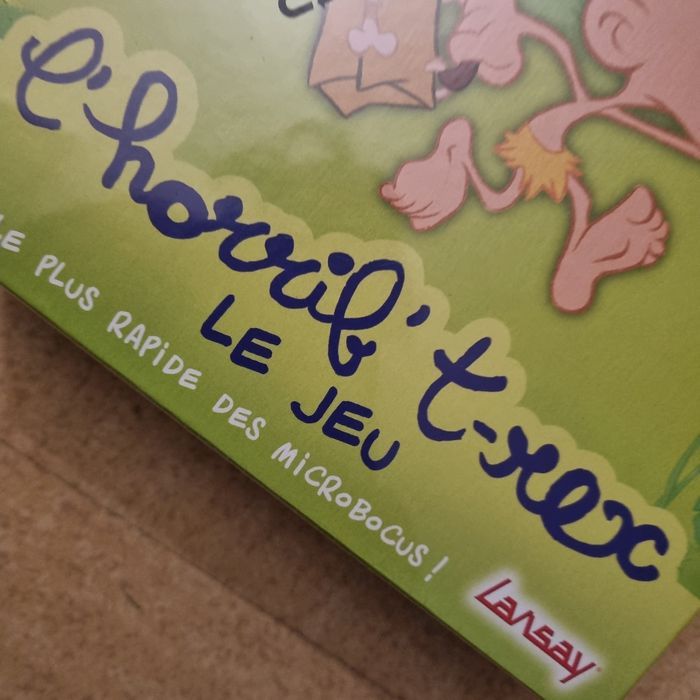 l'horrib' t-rex
LE JEU
LE PLUS RAPIDE DES MICROBOCUS !
Lansay